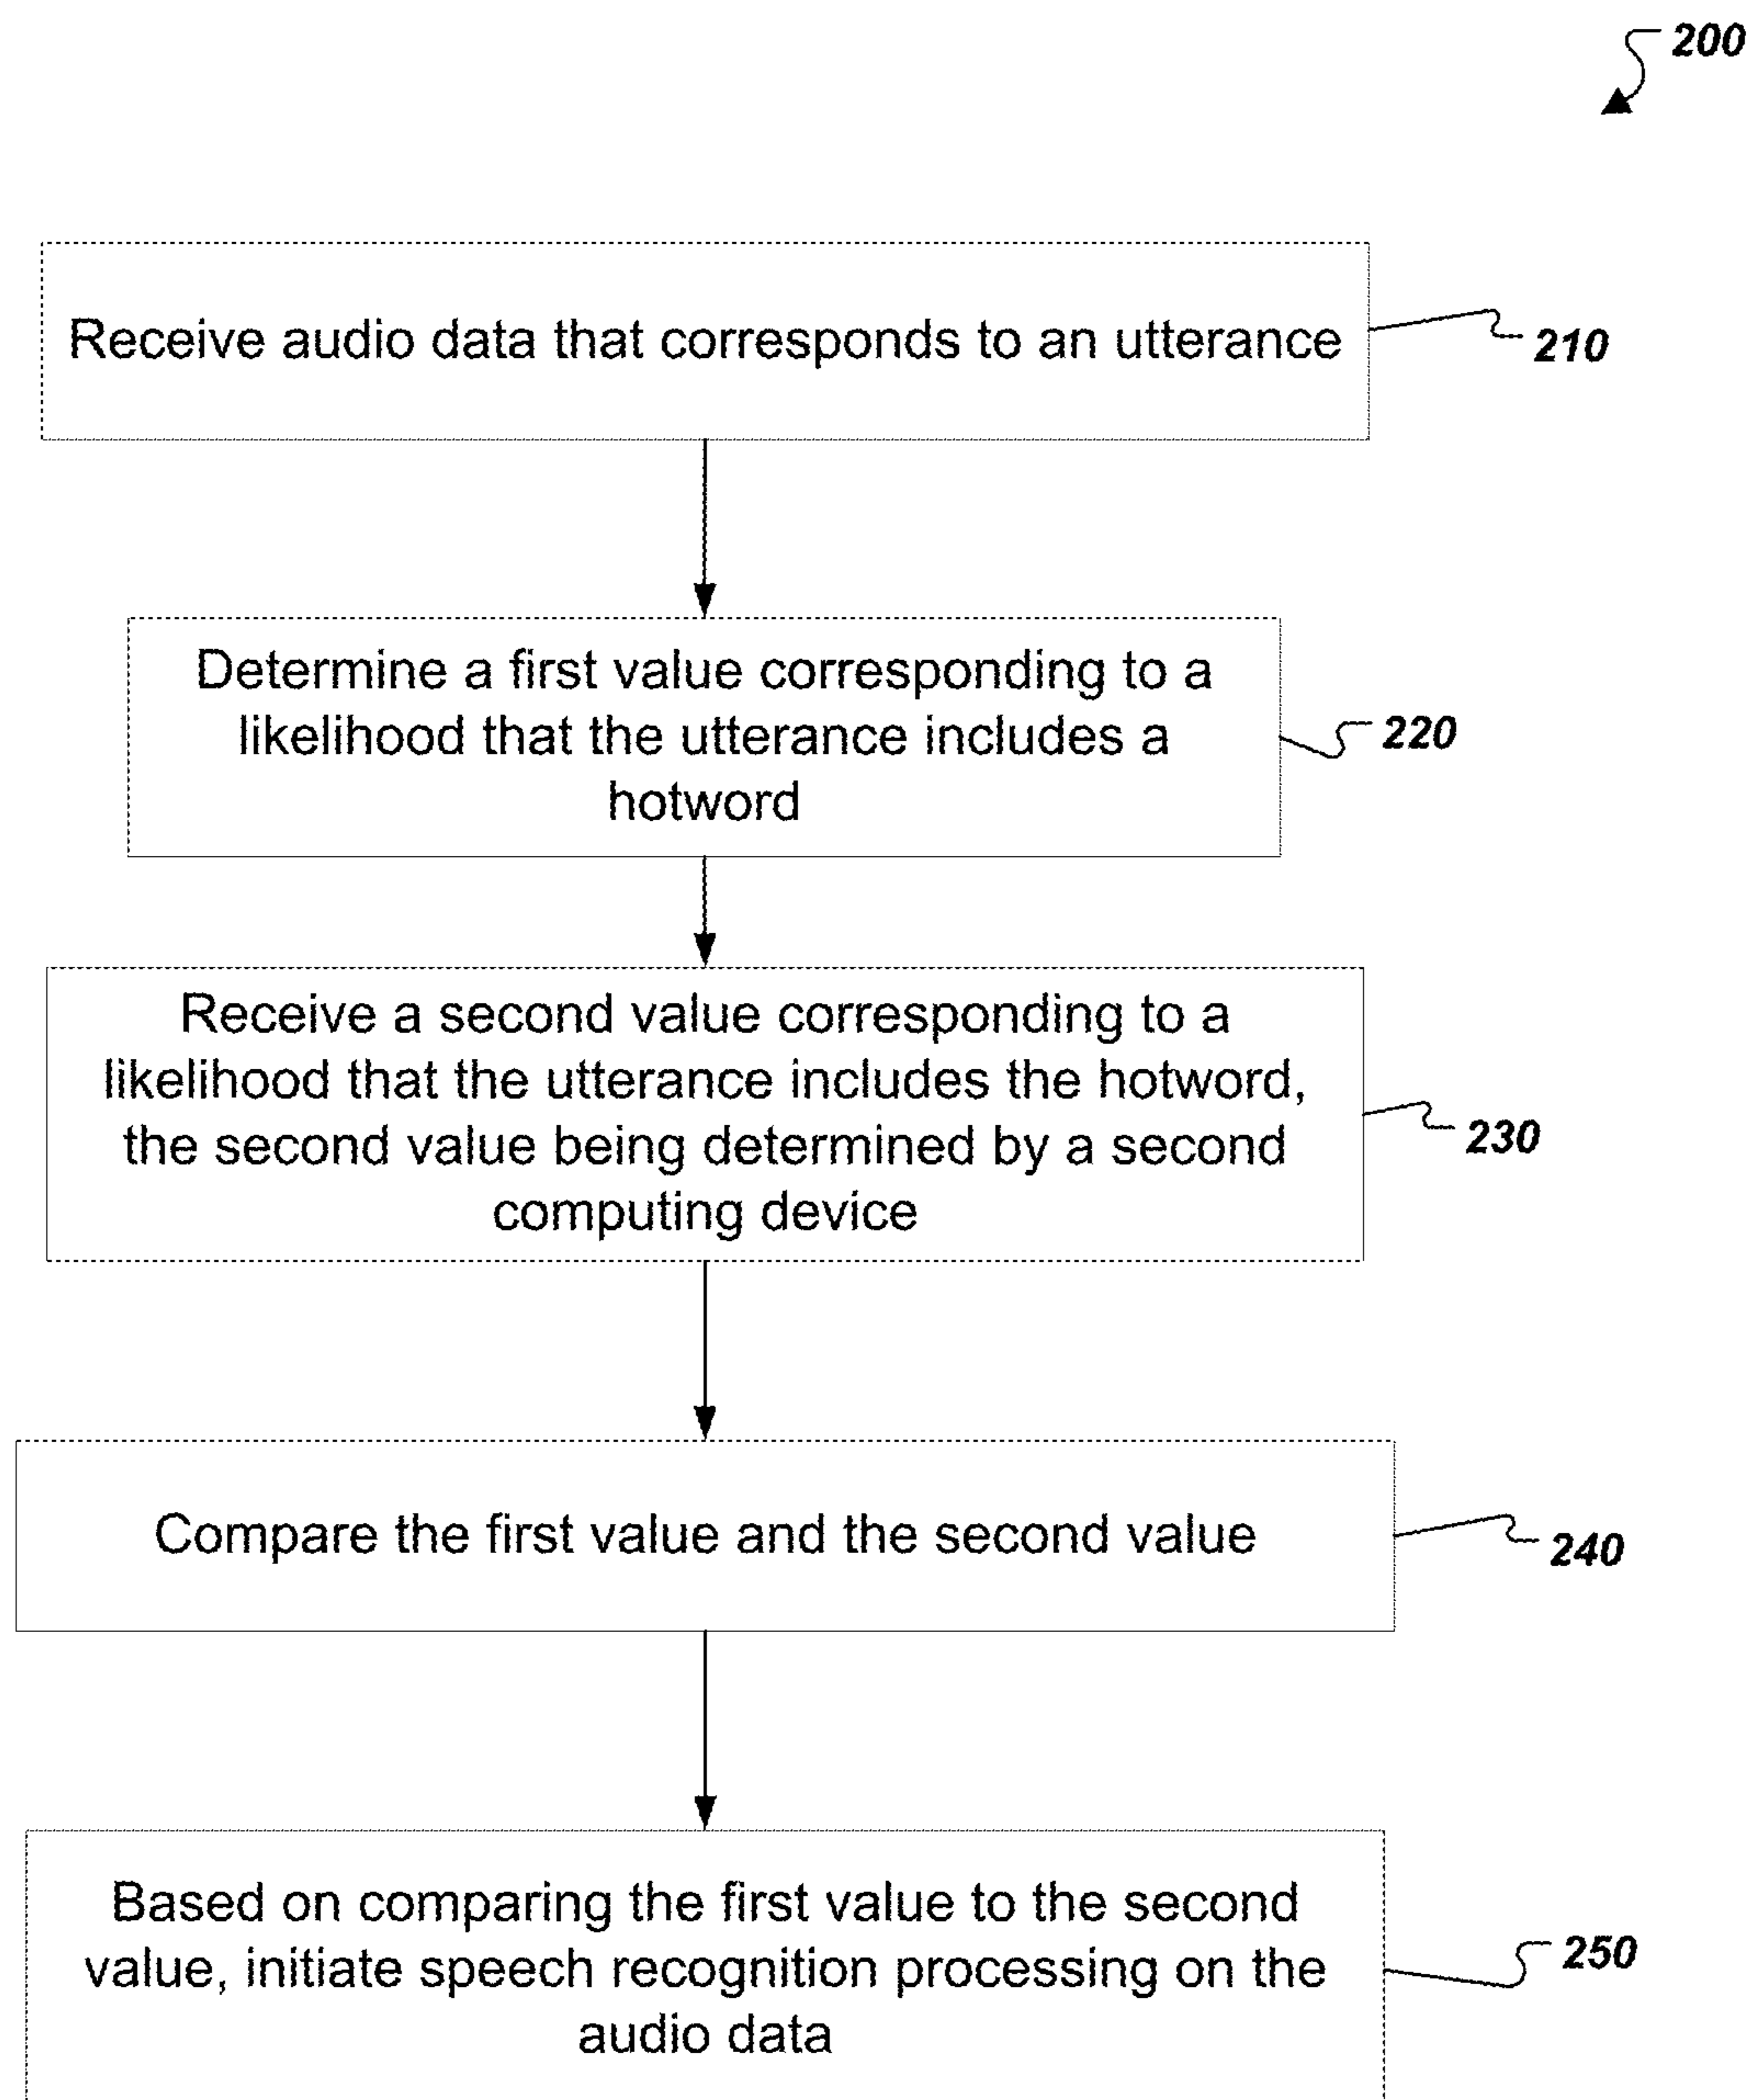 200
Receive audio data that corresponds to an utterance
210
Determine a first value corresponding to a
likelihood that the utterance includes a
hotword
220
Receive a second value corresponding to a
likelihood that the utterance includes the hotword,
the second value being determined by a second
computing device
230
Compare the first value and the second value
240
Based on comparing the first value to the second
value, initiate speech recognition processing on the
audio data
250